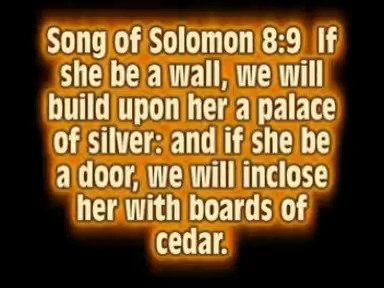 Song of Solomon 8:9  If
she be a wall, we will
build upon her a palace
of silver: and if she be
a door, we will inclose
her with boards of
cedar.